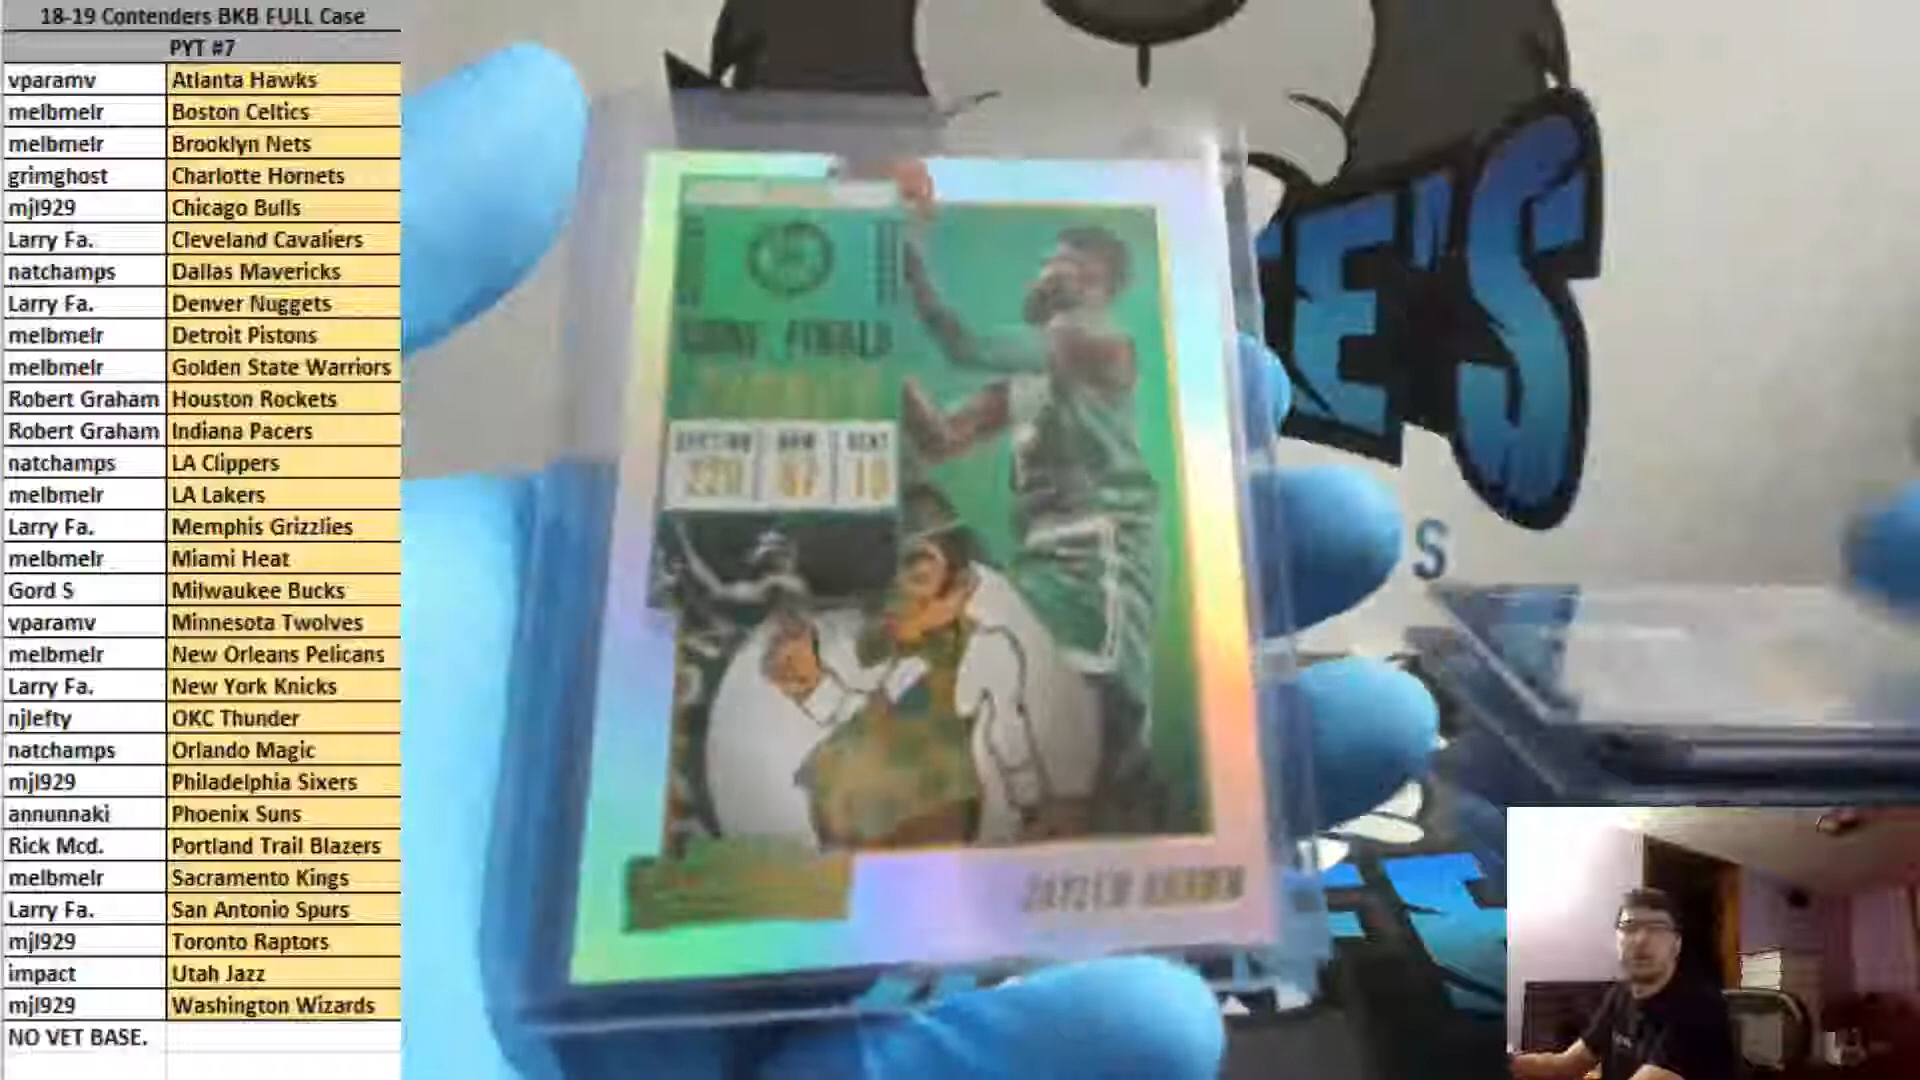 18-19 Contenders BKB FULL Case
PYT #7
vparamv Atlanta Hawks
melbmelr Boston Celtics
melbmelr Brooklyn Nets
grimghost Charlotte Hornets
mjl929 Chicago Bulls
Larry Fa. Cleveland Cavaliers
natchamps Dallas Mavericks
Larry Fa. Denver Nuggets
melbmelr Detroit Pistons
melbmelr Golden State Warriors
Robert Graham Houston Rockets
Robert Graham Indiana Pacers
natchamps LA Clippers
melbmelr LA Lakers
Larry Fa. Memphis Grizzlies
melbmelr Miami Heat
Gord S Milwaukee Bucks
vparamv Minnesota Twolves
melbmelr New Orleans Pelicans
Larry Fa. New York Knicks
njlefty OKC Thunder
natchamps Orlando Magic
mjl929 Philadelphia Sixers
annunnaki Phoenix Suns
Rick Mcd. Portland Trail Blazers
melbmelr Sacramento Kings
Larry Fa. San Antonio Spurs
mjl929 Toronto Raptors
impact Utah Jazz
mjl929 Washington Wizards
NO VET BASE.
E'S
S
SECTION ROW SEAT
JAYLEN BROWN